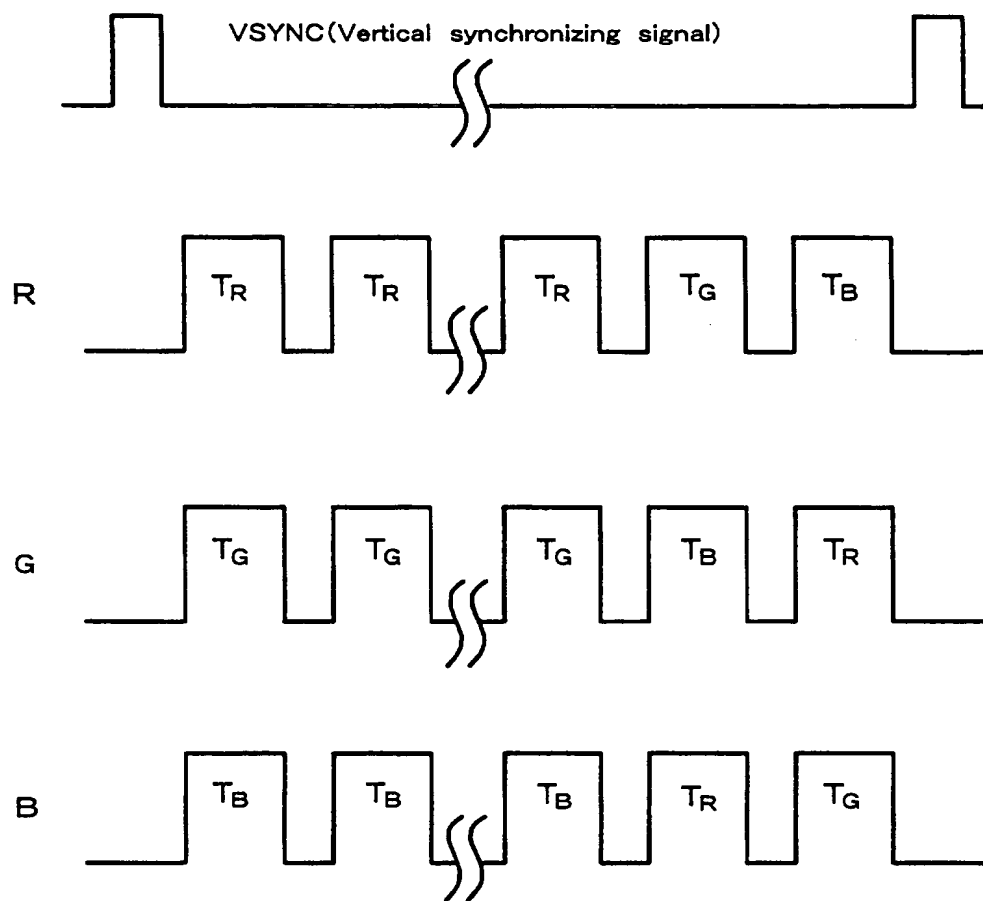 VSYNC(Vertical synchronizing signal)
R TR TR TR TG TB
G TG TG TG TB TR
B TB TB TB TR TG